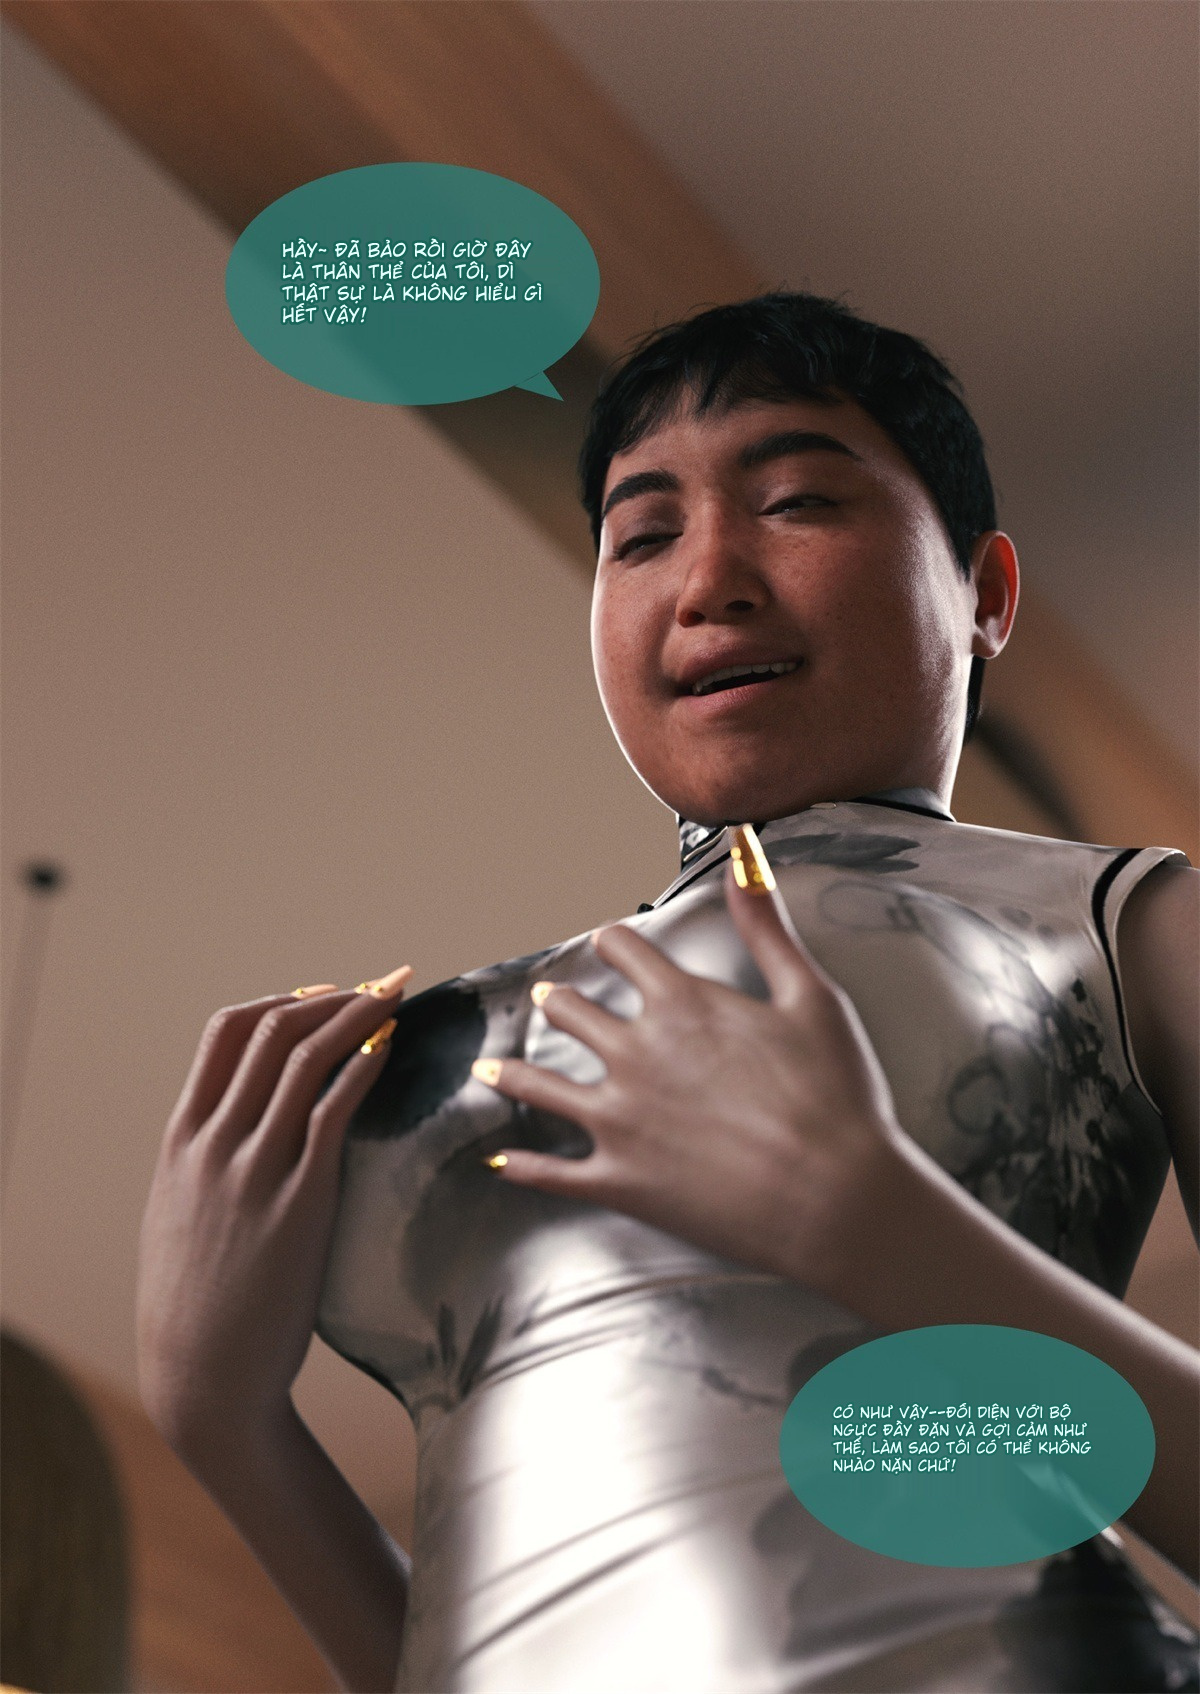 HẦY~ ĐÃ BẢO RỒI GIỜ ĐÂY
LÀ THÂN THỂ CỦA TÔI, DÌ
THẬT SỰ LÀ KHÔNG HIỂU GÌ
HẾT VẬY!
CÓ NHƯ VẬY--ĐỐI DIỆN VỚI BỘ
NGỰC ĐẦY ĐẶN VÀ GỢI CẢM NHƯ
THẾ, LÀM SAO TÔI CÓ THỂ KHÔNG
NHÀO NẶN CHỨ!